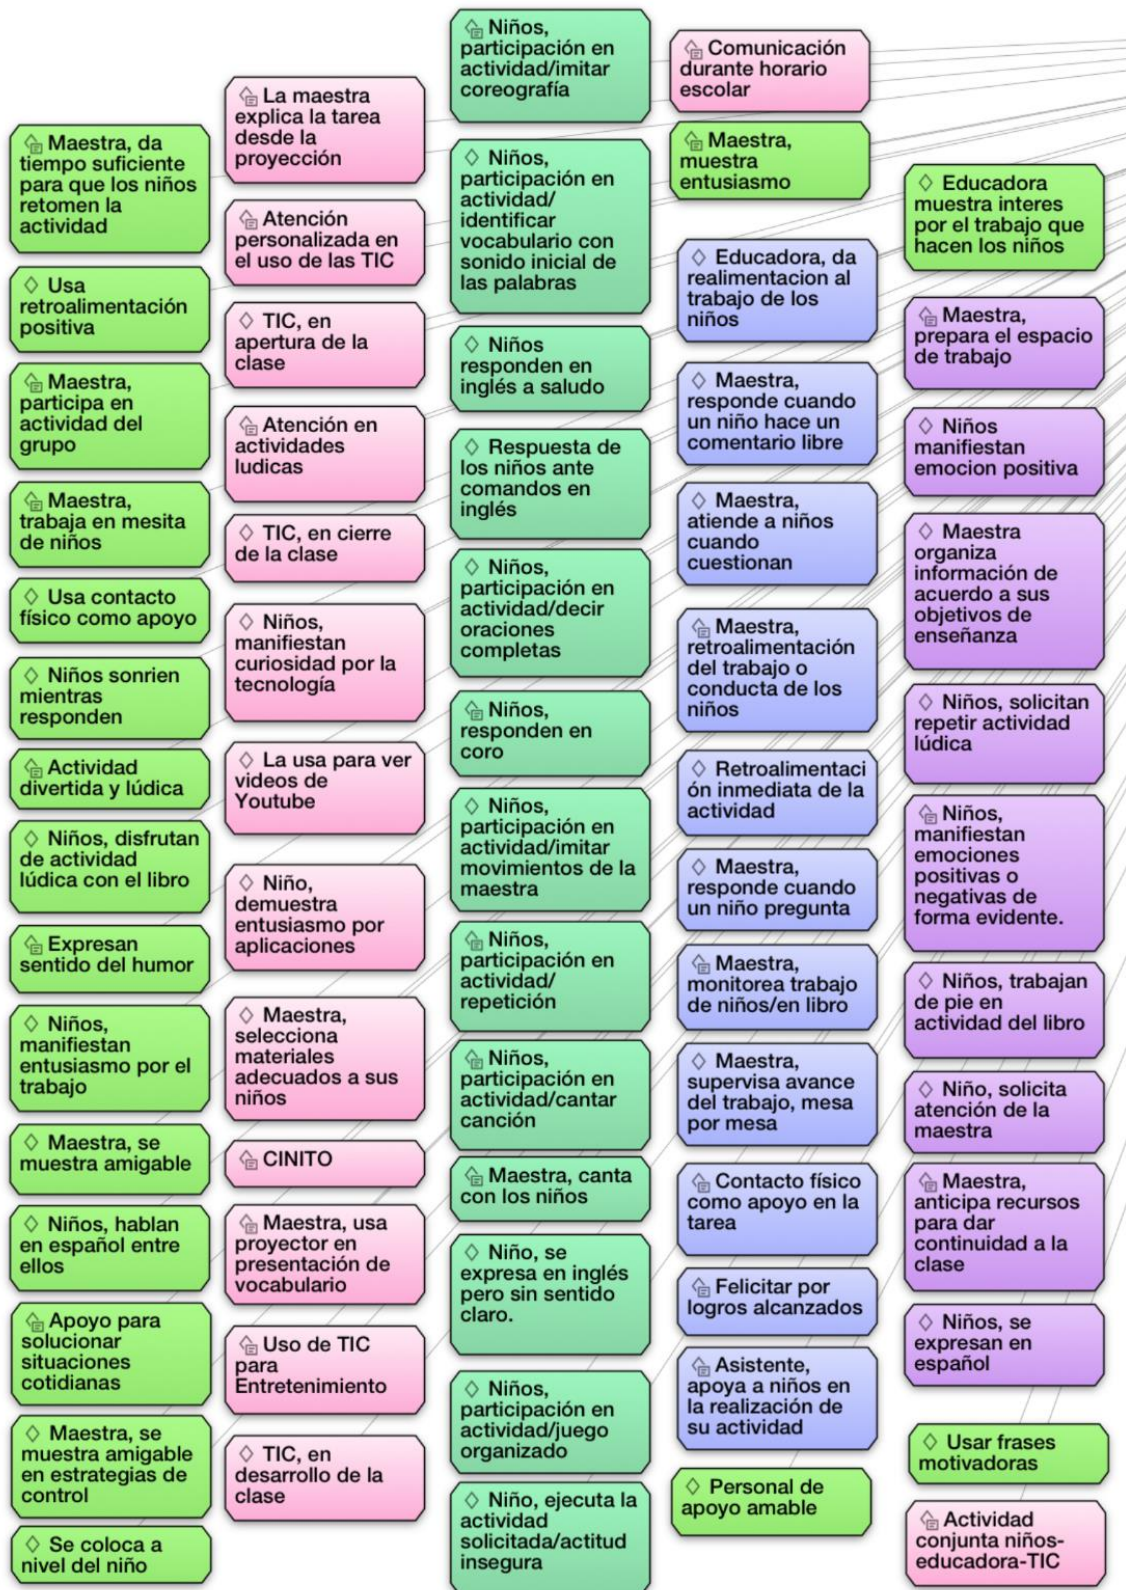 Maestra, da
tiempo suficiente
para que los niños
retomen la
actividad
Usa
retroalimentación
positiva
Maestra,
participa en
actividad del
grupo
Maestra,
trabaja en mesita
de niños
Usa contacto
físico como apoyo
Niños sonrien
mientras
responden
Actividad
divertida y lúdica
Niños, disfrutan
de actividad
lúdica con el libro
Expresan
sentido del humor
Niños,
manifiestan
entusiasmo por el
trabajo
Maestra, se
muestra amigable
Niños, hablan
en español entre
ellos
Apoyo para
solucionar
situaciones
cotidianas
Maestra, se
muestra amigable
en estrategias de
control
Se coloca a
nivel del niño
La maestra
explica la tarea
desde la
proyección
Atención
personalizada en
el uso de las TIC
TIC, en
apertura de la
clase
Atención en
actividades
ludicas
TIC, en cierre
de la clase
Niños,
manifiestan
curiosidad por la
tecnología
La usa para ver
videos de
Youtube
Niño,
demuestra
entusiasmo por
aplicaciones
Maestra,
selecciona
materiales
adecuados a sus
niños
CINITO
Maestra, usa
proyector en
presentación de
vocabulario
Uso de TIC
para
Entretenimiento
TIC, en
desarrollo de la
clase
Niños,
participación en
actividad/imitar
coreografía
Niños,
participación en
actividad/
identificar
vocabulario con
sonido inicial de
las palabras
Niños
responden en
inglés a saludo
Respuesta de
los niños ante
comandos en
inglés
Niños,
participación en
actividad/decir
oraciones
completas
Niños,
responden en
coro
Niños,
participación en
actividad/imitar
movimientos de la
maestra
Niños,
participación en
actividad/
repetición
Niños,
participación en
actividad/cantar
canción
Maestra, canta
con los niños
Niño, se
expresa en inglés
pero sin sentido
claro.
Niños,
participación en
actividad/juego
organizado
Niño, ejecuta la
actividad
solicitada/actitud
insegura
Comunicación
durante horario
escolar
Maestra,
muestra
entusiasmo
Educadora, da
realimentacion al
trabajo de los
niños
Maestra,
responde cuando
un niño hace un
comentario libre
Maestra,
atiende a niños
cuando
cuestionan
Maestra,
retroalimentación
del trabajo o
conducta de los
niños
Retroalimentaci
ón inmediata de la
actividad
Maestra,
responde cuando
un niño pregunta
Maestra,
monitorea trabajo
de niños/en libro
Maestra,
supervisa avance
del trabajo, mesa
por mesa
Contacto físico
como apoyo en la
tarea
Felicitar por
logros alcanzados
Asistente,
apoya a niños en
la realización de
su actividad
Personal de
apoyo amable
Educadora
muestra interes
por el trabajo que
hacen los niños
Maestra,
prepara el espacio
de trabajo
Niños
manifiestan
emocion positiva
Maestra
organiza
información de
acuerdo a sus
objetivos de
enseñanza
Niños, solicitan
repetir actividad
lúdica
Niños,
manifiestan
emociones
positivas o
negativas de
forma evidente.
Niños, trabajan
de pie en
actividad del libro
Niño, solicita
atención de la
maestra
Maestra,
anticipa recursos
para dar
continuidad a la
clase
Niños, se
expresan en
español
Usar frases
motivadoras
Actividad
conjunta niños-
educadora-TIC